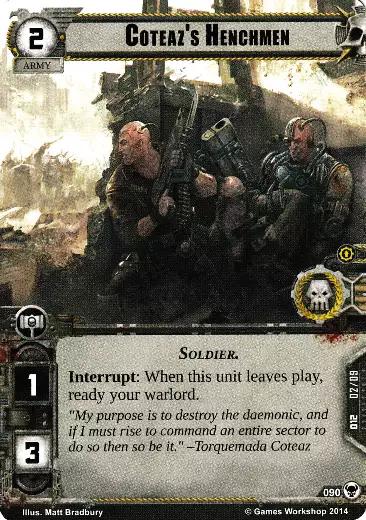 2
COTEAZ'S HENCHMEN
ARMY
SOLDIER.
1
Interrupt: When this unit leaves play,
ready your warlord.
3
"My purpose is to destroy the daemonic, and
if I must rise to command an entire sector to
do so then so be it." –Torquemada Coteaz
012 02/09
090
Illus. Matt Bradbury
© Games Workshop 2014